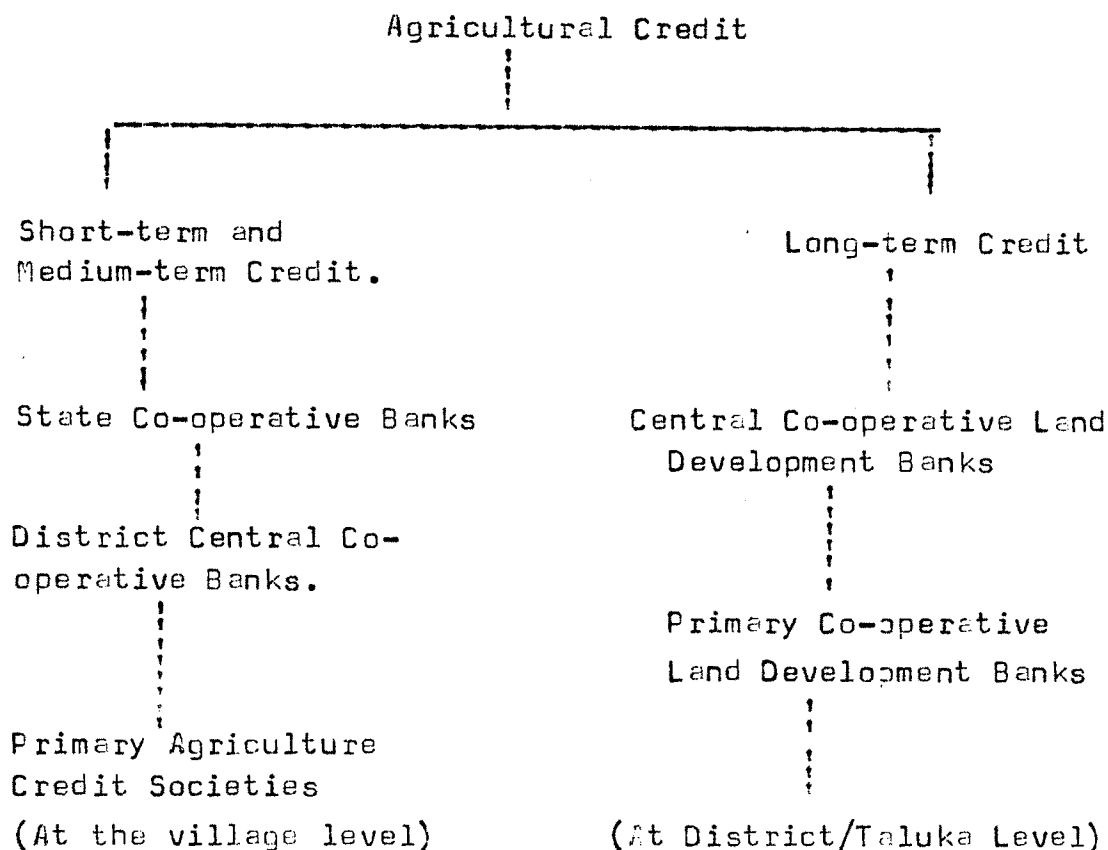 Agricultural Credit
Short-term and
Medium-term Credit.
State Co-operative Banks
District Central Co-
operative Banks.
Primary Agriculture
Credit Societies
(At the village level)
Long-term Credit
Central Co-operative Land
Development Banks
Primary Co-operative
Land Development Banks
(At District/Taluka Level)